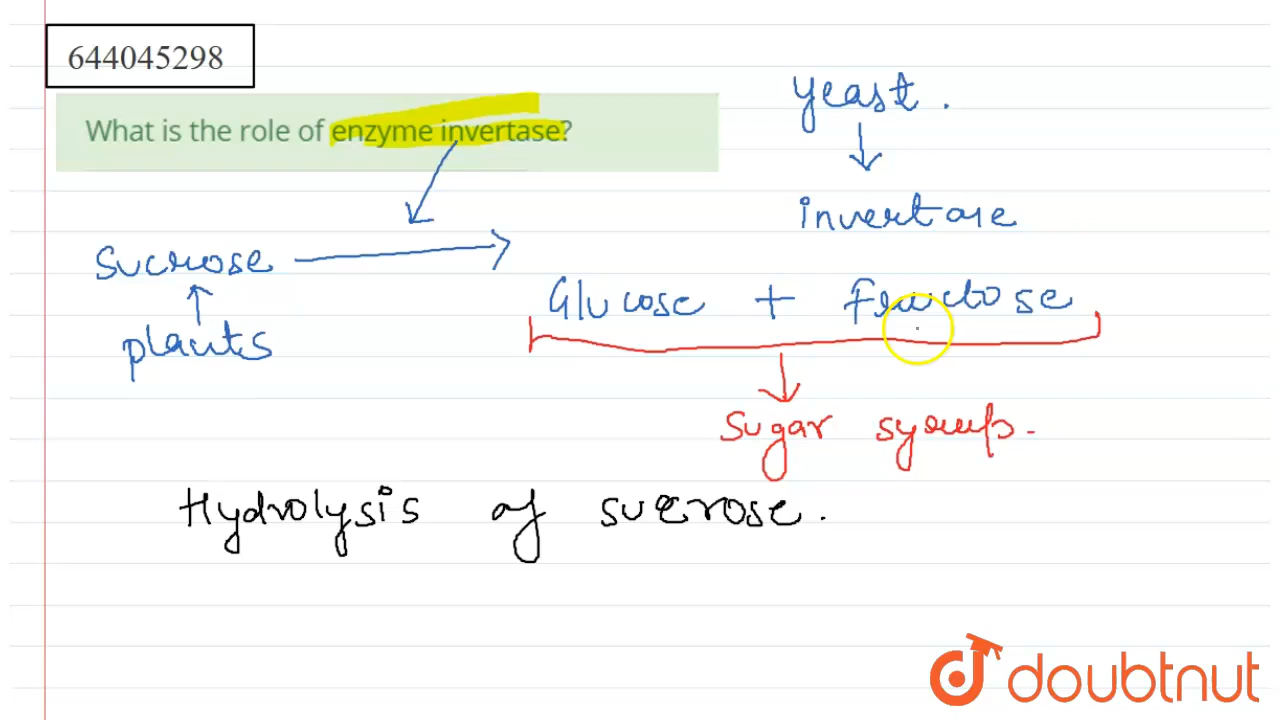 644045298
What is the role of enzyme invertase?
yeast.
↓
invertase
sucrose →
↑
plants
Glucose + Fructose
↓
Sugar syrup.
Hydrolysis of sucrose.
doubtnut